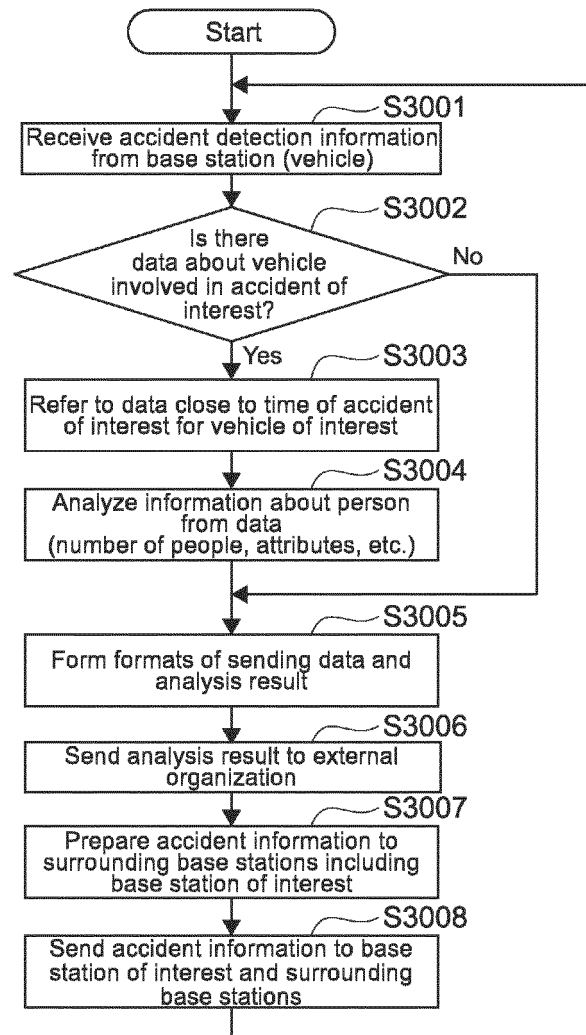 Start
S3001
Receive accident detection information
from base station (vehicle)
S3002
Is there
data about vehicle
involved in accident of
interest?
No
Yes
S3003
Refer to data close to time of accident
of interest for vehicle of interest
S3004
Analyze information about person
from data
(number of people, attributes, etc.)
S3005
Form formats of sending data and
analysis result
S3006
Send analysis result to external
organization
S3007
Prepare accident information to
surrounding base stations including
base station of interest
S3008
Send accident information to base
station of interest and surrounding
base stations